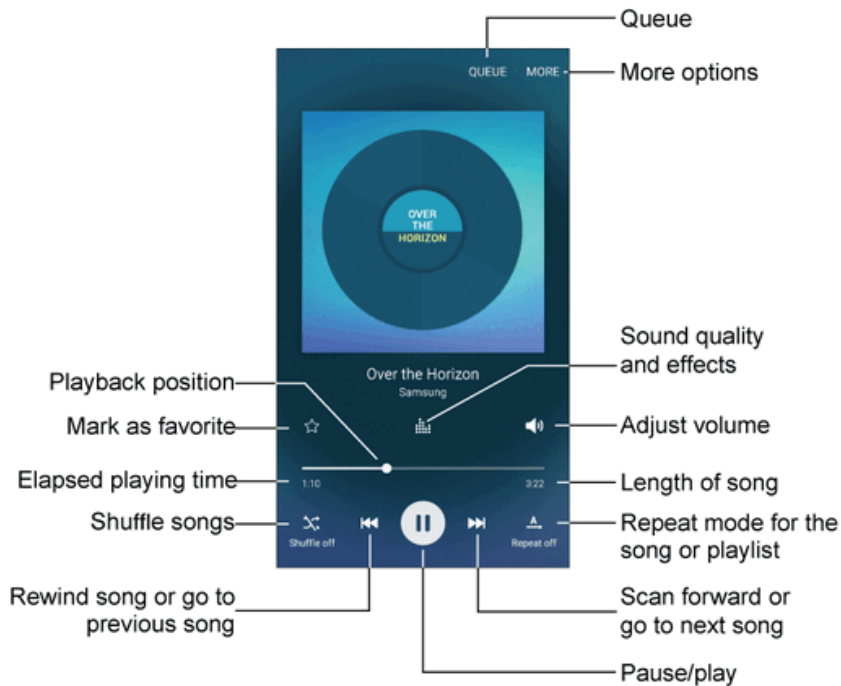 Queue
QUEUE MORE
More options
OVER
THE
HORIZON
Sound quality
and effects
Over the Horizon
Samsung
Playback position
Mark as favorite
Adjust volume
Elapsed playing time
1:10
3:22
Length of song
Shuffle songs
Shuffle off
A
Repeat off
Repeat mode for the
song or playlist
Rewind song or go to
previous song
Scan forward or
go to next song
Pause/play